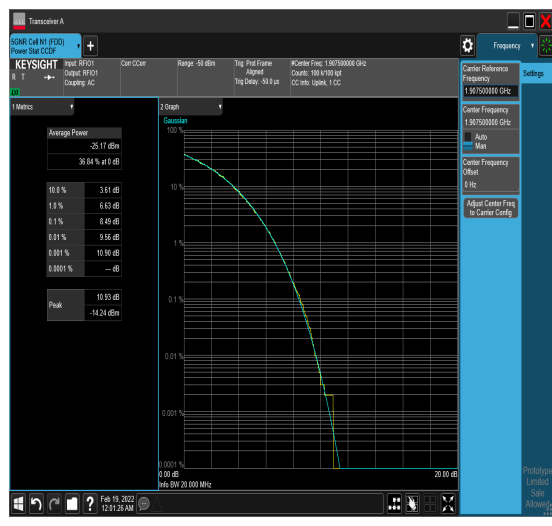 Transceiver A
5GNR Cell N1 (FDD)
Power Stat CCDF
Frequency
KEYSIGHT
R T
Input: RFIO1
Output: RFIO1
Coupling: AC
Corr CCorr
Range: -50 dBm
Trig: Prdt Frame
Aligned
Trig Delay: -50.0 µs
#Center Freq: 1.907500000 GHz
Counts: 100 k/100 kpt
CC Info: Uplink, 1 CC
1 Metrics
Average Power
-25.17 dBm
36.84 % at 0 dB
10.0 % 3.61 dB
1.0 % 6.63 dB
0.1 % 8.49 dB
0.01 % 9.56 dB
0.001 % 10.90 dB
0.0001 % --- dB
Peak
10.93 dB
-14.24 dBm
2 Graph
Gaussian
100 %
10 %
1 %
0.1 %
0.01 %
0.001 %
0.0001 %
0.00 dB
20.00 dB
Info BW 20.000 MHz
Carrier Reference
Frequency
1.907500000 GHz
Center Frequency
1.907500000 GHz
Auto
Man
Center Frequency
Offset
0 Hz
Adjust Center Freq
to Carrier Config
Settings
Prototype
Limited
Sale
Allowed
?
Feb 19, 2022
12:01:26 AM